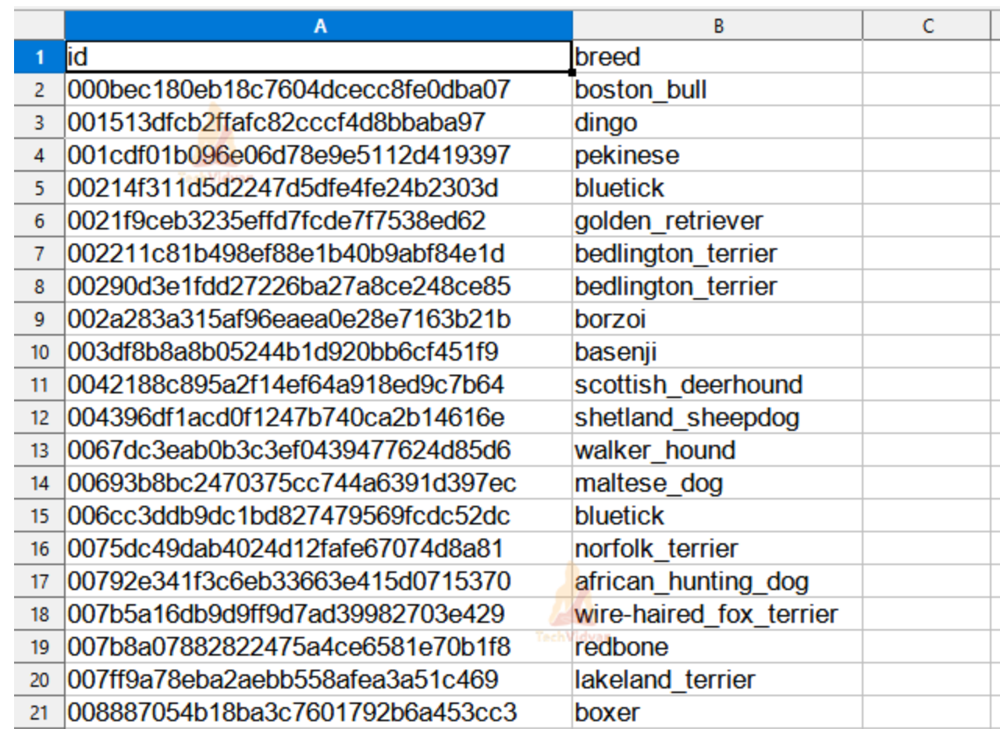 A B C
1 id breed
2 000bec180eb18c7604dcecc8fe0dba07 boston_bull
3 001513dfcb2ffafc82cccf4d8bbaba97 dingo
4 001cdf01b096e06d78e9e5112d419397 pekinese
TechVidvan
5 00214f311d5d2247d5dfe4fe24b2303d bluetick
6 0021f9ceb3235effd7fcde7f7538ed62 golden_retriever
7 002211c81b498ef88e1b40b9abf84e1d bedlington_terrier
8 00290d3e1fdd27226ba27a8ce248ce85 bedlington_terrier
9 002a283a315af96eaea0e28e7163b21b borzoi
10 003df8b8a8b05244b1d920bb6cf451f9 basenji
11 0042188c895a2f14ef64a918ed9c7b64 scottish_deerhound
12 004396df1acd0f1247b740ca2b14616e shetland_sheepdog
13 0067dc3eab0b3c3ef0439477624d85d6 walker_hound
14 00693b8bc2470375cc744a6391d397ec maltese_dog
15 006cc3ddb9dc1bd827479569fcdc52dc bluetick
16 0075dc49dab4024d12fafe67074d8a81 norfolk_terrier
17 00792e341f3c6eb33663e415d0715370 african_hunting_dog
18 007b5a16db9d9ff9d7ad39982703e429 wire-haired_fox_terrier
TechVidvan
19 007b8a07882822475a4ce6581e70b1f8 redbone
20 007ff9a78eba2aebb558afea3a51c469 lakeland_terrier
21 008887054b18ba3c7601792b6a453cc3 boxer